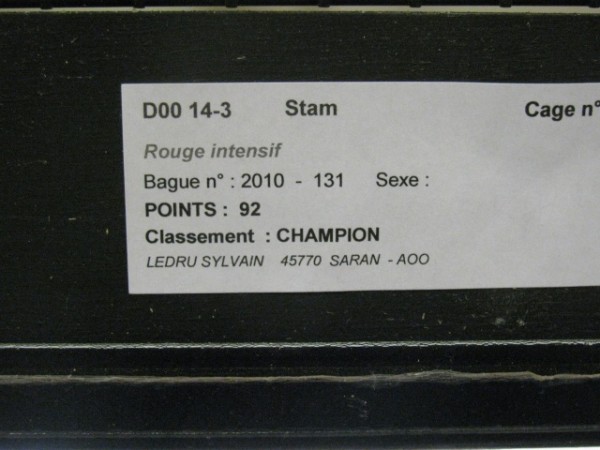 D00 14-3 Stam Cage n°
Rouge intensif
Bague n° : 2010 - 131 Sexe :
POINTS : 92
Classement : CHAMPION
LEDRU SYLVAIN 45770 SARAN - AOO